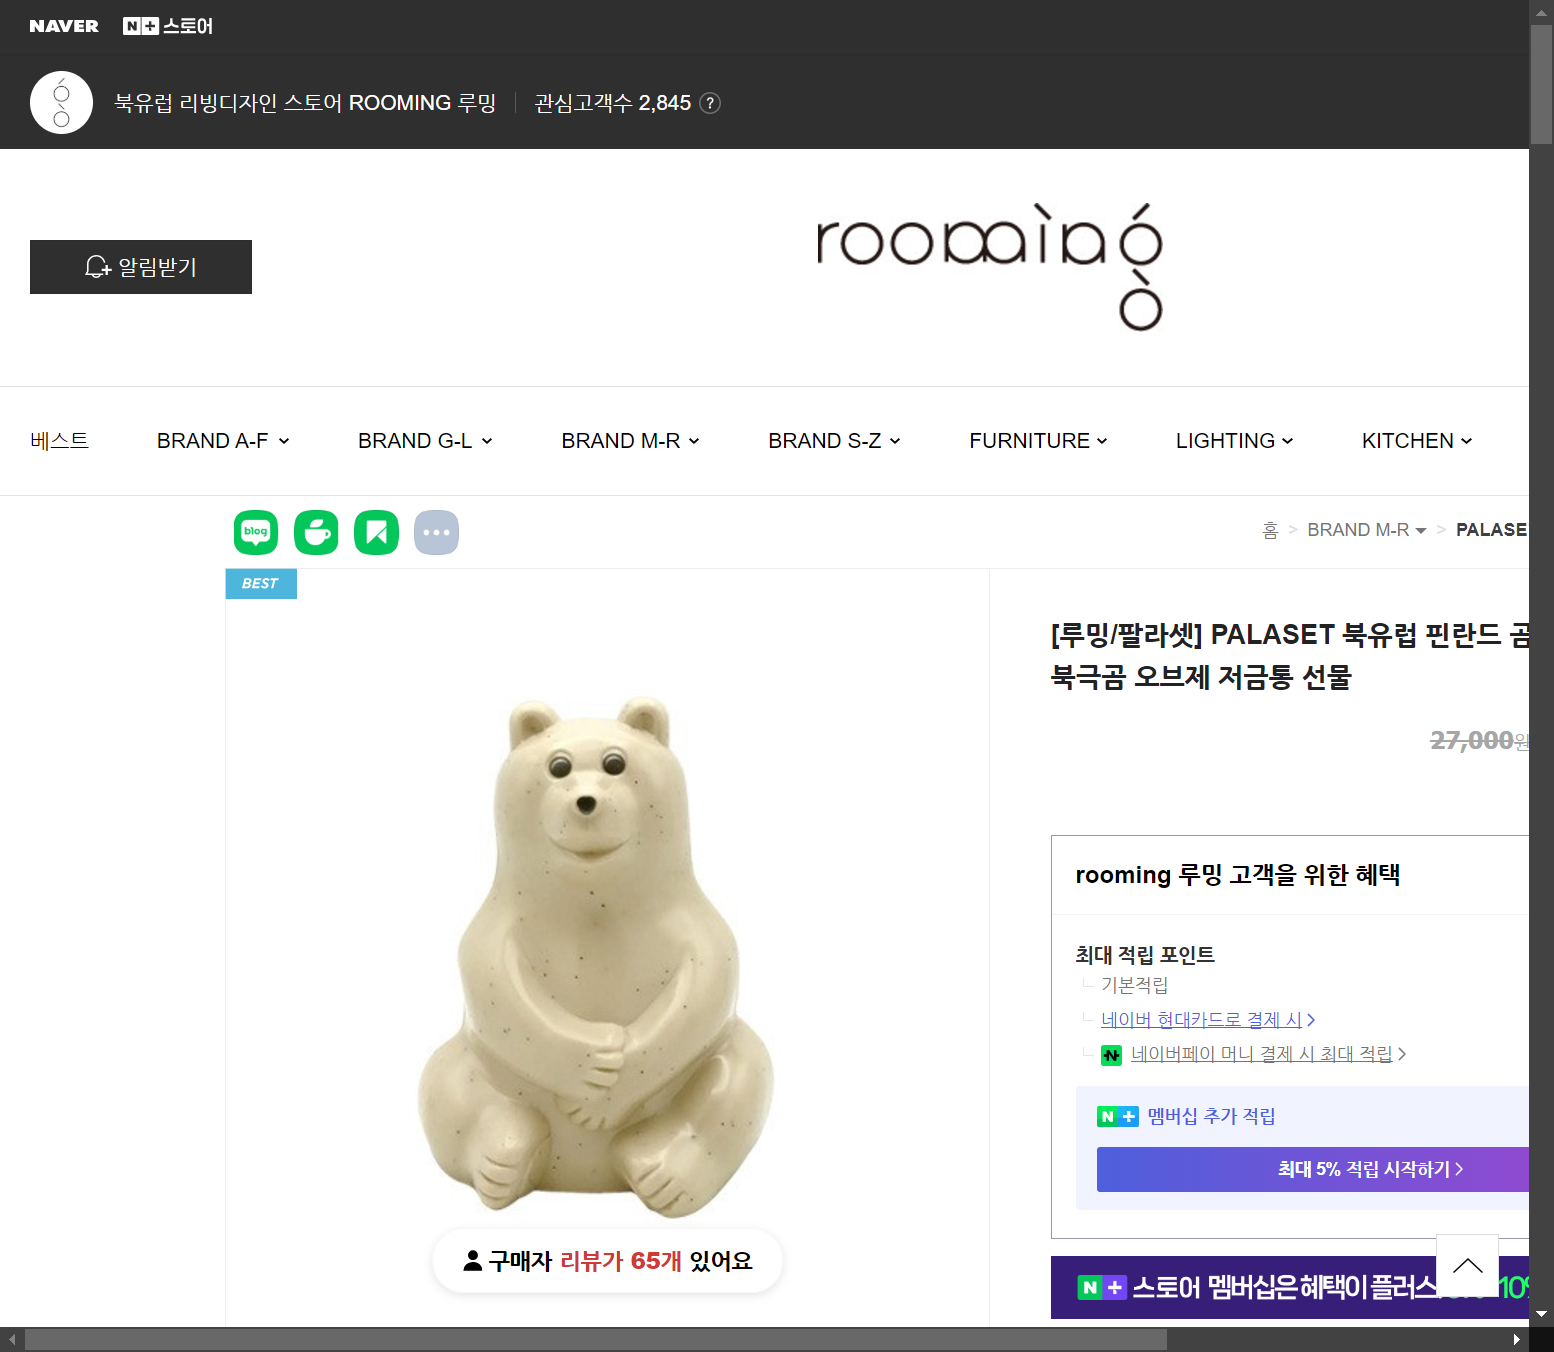 NAVER N+스토어
북유럽 리빙디자인 스토어 ROOMING 루밍 관심고객수 2,845 ?
알림받기
rooming
베스트 BRAND A-F BRAND G-L BRAND M-R BRAND S-Z FURNITURE LIGHTING KITCHEN
blog
홈 > BRAND M-R > PALASE
BEST
[루밍/팔라셋] PALASET 북유럽 핀란드 곰
북극곰 오브제 저금통 선물
27,000원
rooming 루밍 고객을 위한 혜택
최대 적립 포인트
기본적립
네이버 현대카드로 결제 시
네이버페이 머니 결제 시 최대 적립
N+ 멤버십 추가 적립
최대 5% 적립 시작하기
구매자 리뷰가 65개 있어요
N+ 스토어 멤버십은 혜택이 플러스 10%